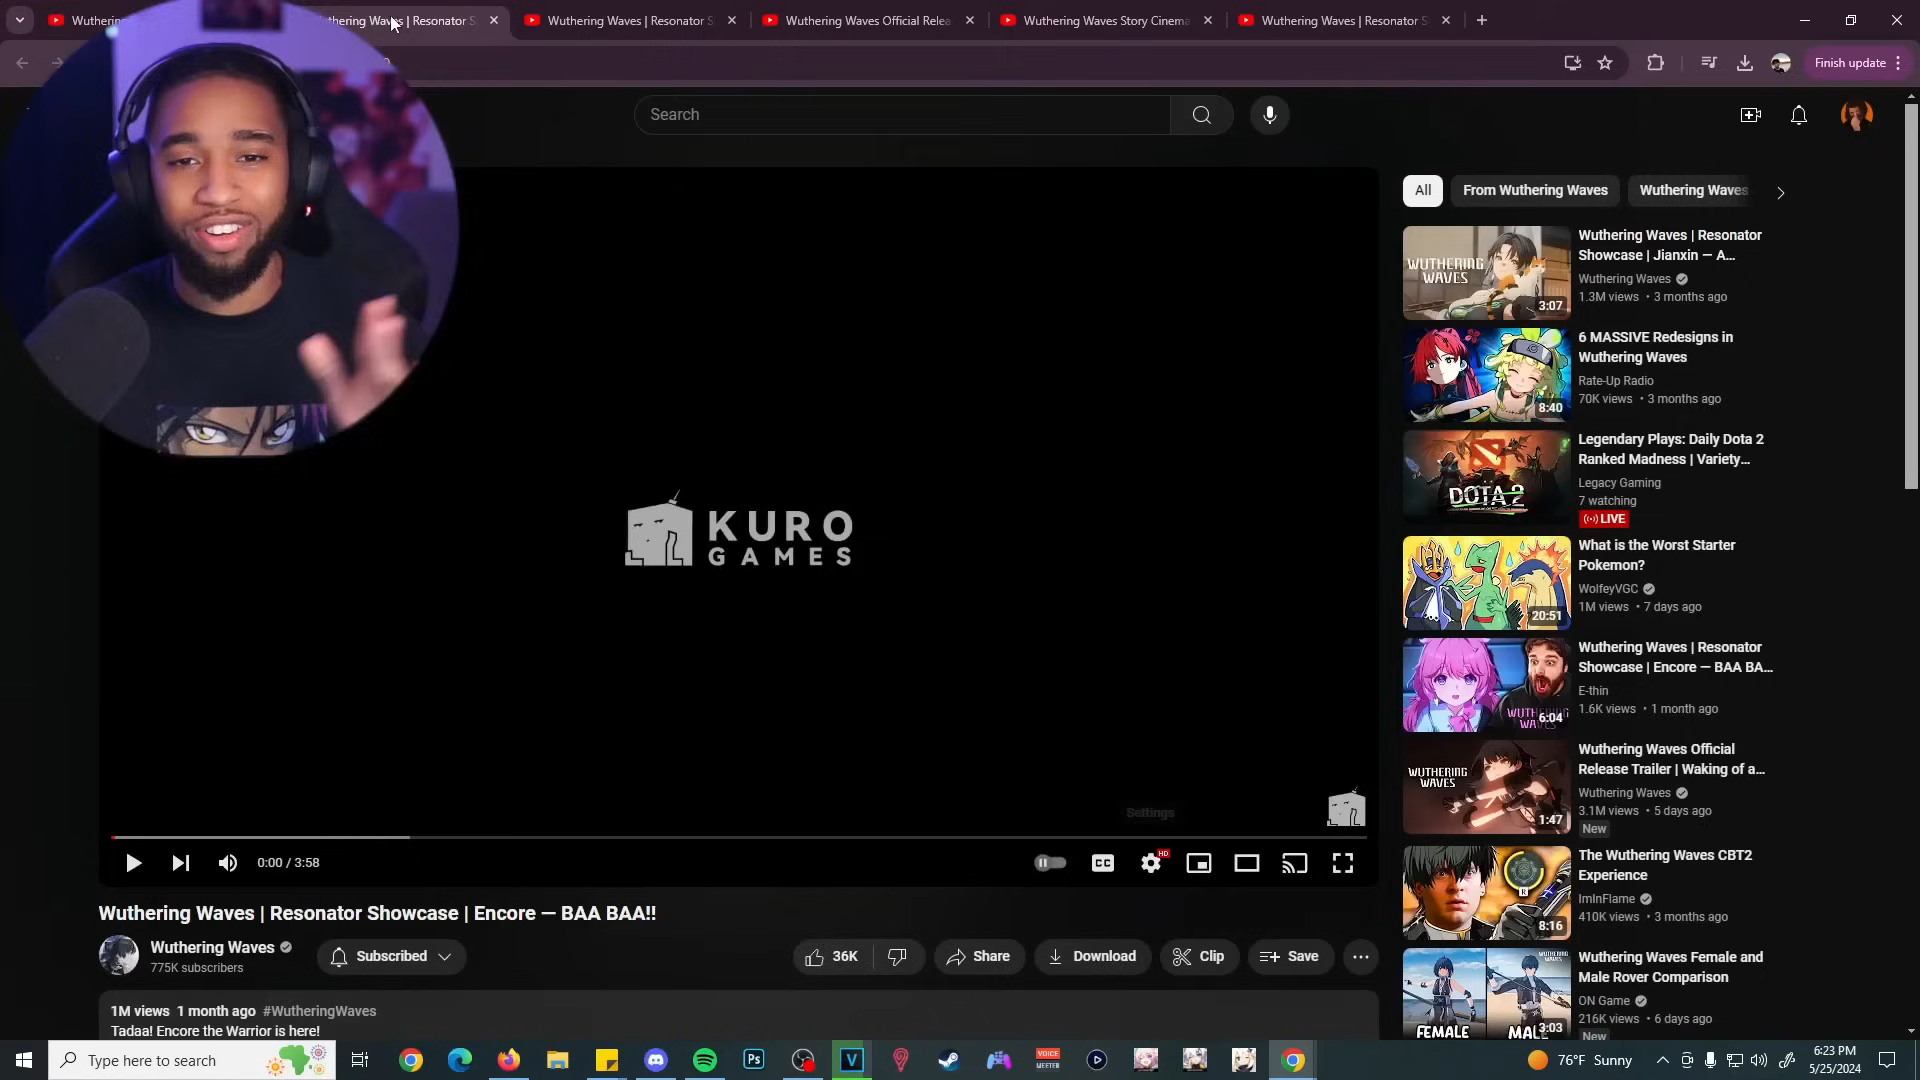 Wuthering Waves | Resonator S
Wuthering Waves Official Relea
Wuthering Waves Story Cinema
Wuthering Waves | Resonator S
Finish update
Search
All
From Wuthering Waves
Wuthering Waves
KURO
GAMES
Settings
0:00 / 3:58
CC
HD
Wuthering Waves | Resonator Showcase | Encore — BAA BAA!!
Wuthering Waves
775K subscribers
Subscribed
36K
Share
Download
Clip
Save
1M views 1 month ago #WutheringWaves
Tadaa! Encore the Warrior is here!
WUTHERING
WAVES
3:07
Wuthering Waves | Resonator
Showcase | Jianxin — A...
Wuthering Waves
1.3M views • 3 months ago
8:40
6 MASSIVE Redesigns in
Wuthering Waves
Rate-Up Radio
70K views • 3 months ago
DOTA 2
Legendary Plays: Daily Dota 2
Ranked Madness | Variety...
Legacy Gaming
7 watching
LIVE
20:51
What is the Worst Starter
Pokemon?
WolfeyVGC
1M views • 7 days ago
6:04
Wuthering Waves | Resonator
Showcase | Encore — BAA BA...
E-thin
1.6K views • 1 month ago
WUTHERING
WAVES
1:47
Wuthering Waves Official
Release Trailer | Waking of a...
Wuthering Waves
3.1M views • 5 days ago
New
8:16
The Wuthering Waves CBT2
Experience
ImInFlame
410K views • 3 months ago
FEMALE
3:03
Wuthering Waves Female and
Male Rover Comparison
ON Game
216K views • 6 days ago
New
Type here to search
Ps
V
VOICE
MEETER
76°F Sunny
6:23 PM
5/25/2024